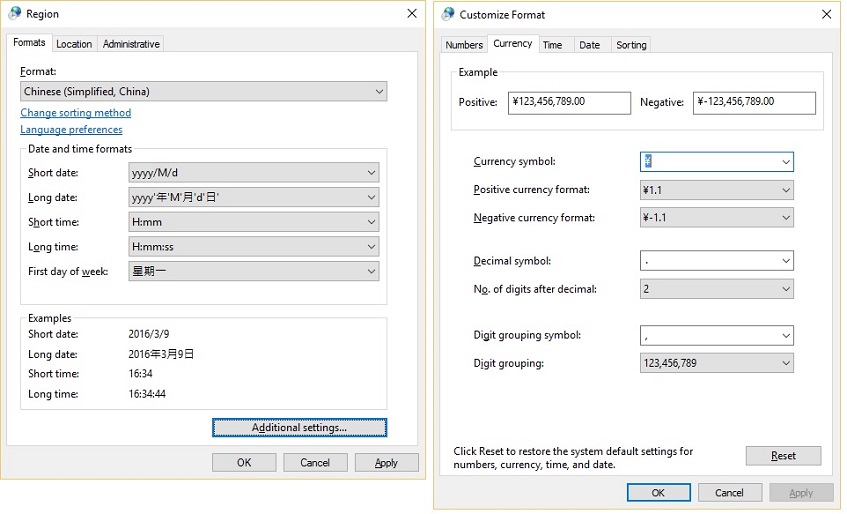 Region
Formats Location Administrative
Format:
Chinese (Simplified, China)
Change sorting method
Language preferences
Date and time formats
Short date: yyyy/M/d
Long date: yyyy'年'M'月'd'日'
Short time: H:mm
Long time: H:mm:ss
First day of week: 星期一
Examples
Short date: 2016/3/9
Long date: 2016年3月9日
Short time: 16:34
Long time: 16:34:44
Additional settings...
OK Cancel Apply
Customize Format
Numbers Currency Time Date Sorting
Example
Positive: ¥123,456,789.00 Negative: ¥-123,456,789.00
Currency symbol: ¥
Positive currency format: ¥1.1
Negative currency format: ¥-1.1
Decimal symbol: .
No. of digits after decimal: 2
Digit grouping symbol: ,
Digit grouping: 123,456,789
Click Reset to restore the system default settings for
numbers, currency, time, and date.
Reset
OK Cancel Apply